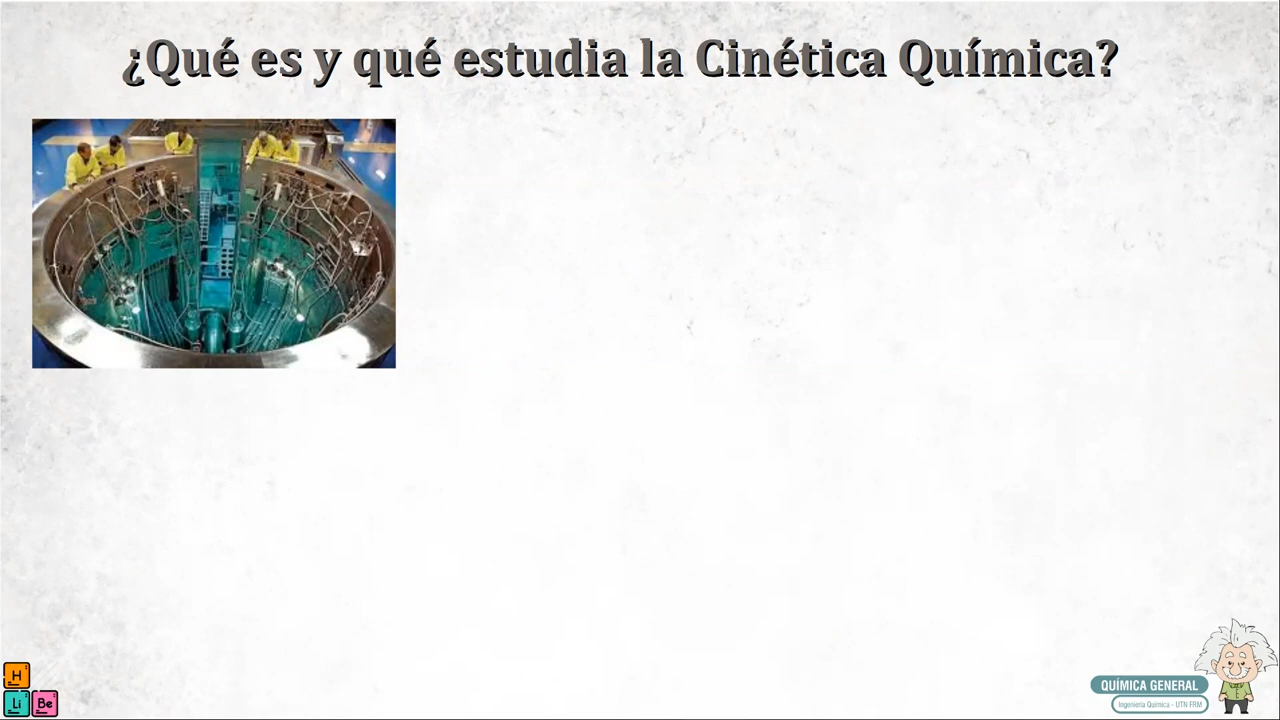 ¿Qué es y qué estudia la Cinética Química?
H
Li
Be
QUÍMICA GENERAL
Ingeniería Química - UTN FRM